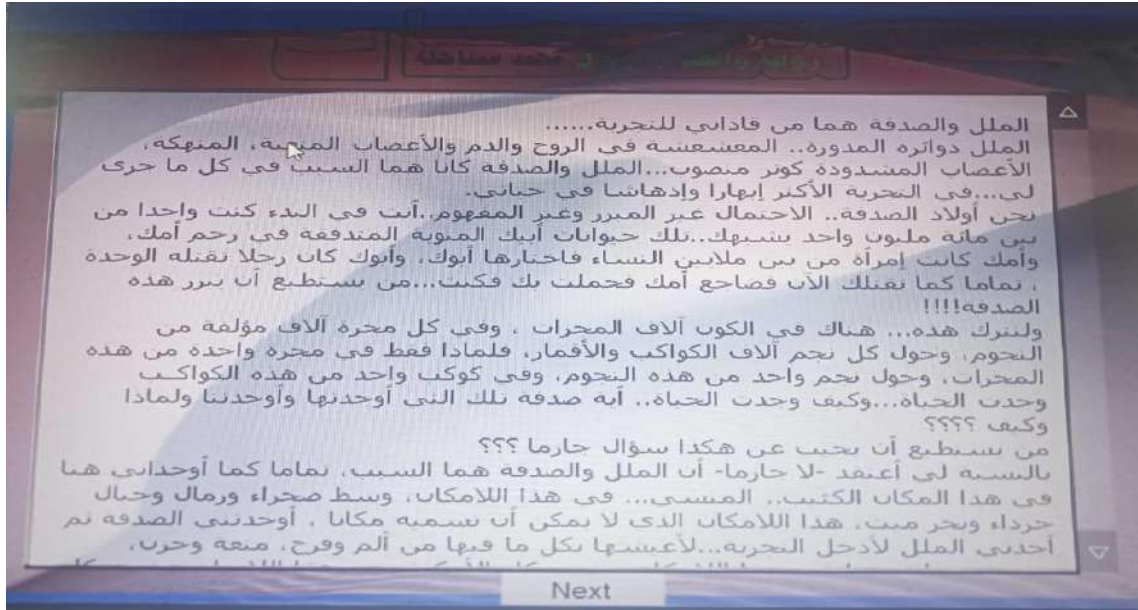 محمد سناجلة
الملل والصدفة هما من قاداني للتجربة......
الملل دوائره المدورة.. المعشعشة في الروح والدم والأعصاب المتعبة، المنهكة،
الأعصاب المشدودة كوتر منصوب...الملل والصدفة كانا هما السبب في كل ما جرى
لي...في التجربة الأكثر إبهارا وإدهاشا في حياتي.
نحن أولاد الصدفة.. الاحتمال غير المبرر وغير المفهوم..أنت في البدء كنت واحدا من
بين مائة مليون واحد يشبهك..تلك حيوانات أبيك المنوية المتدفقة في رحم أمك،
وأمك كانت إمرأة من بين ملايين النساء فاختارها أبوك، وأبوك كان رجلا تقتله الوحدة
، تماما كما تقتلك الآن فضاجع أمك فحملت بك فكنت...من يستطيع أن يبرر هذه
الصدفة!!!!
ولنترك هذه... هناك في الكون آلاف المجرات ، وفي كل مجرة آلاف مؤلفة من
النجوم، وحول كل نجم آلاف الكواكب والأقمار، فلماذا فقط في مجرة واحدة من هذه
المجرات، وحول نجم واحد من هذه النجوم، وفي كوكب واحد من هذه الكواكب
وجدت الحياة...وكيف وجدت الحياة.. أية صدفة تلك التي أوجدتها وأوجدتنا ولماذا
وكيف ؟؟؟؟
من يستطيع أن يجيب عن هكذا سؤال جازما ؟؟؟
بالنسبة لي أعتقد -لا جازما- أن الملل والصدفة هما السبب، تماما كما أوجداني هنا
في هذا المكان الكئيب.. المنسي... في هذا اللامكان، وسط صحراء ورمال وجبال
جرداء وبحر ميت، هذا اللامكان الذي لا يمكن أن نسميه مكانا ، أوجدتني الصدفة ثم
أخذني الملل لأدخل التجربة...لأعيشها بكل ما فيها من ألم وفرح، متعة وحزن،
Next